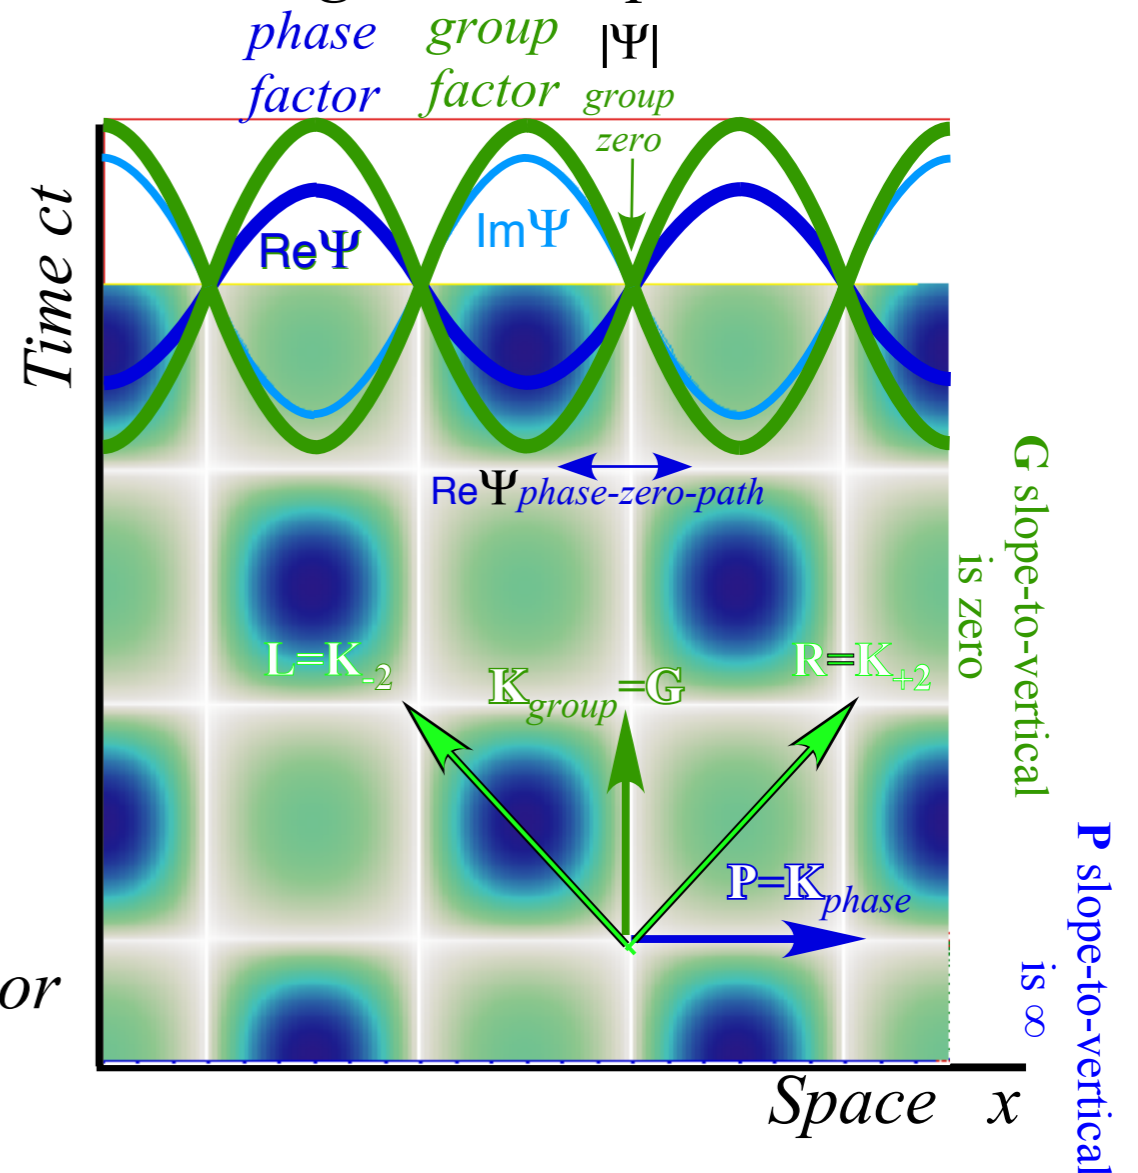 phase
factor
group
factor
|Ψ|
group
zero
Time ct
ReΨ
ImΨ
ReΨphase-zero-path
G slope-to-vertical
is zero
L=K-2
Kgroup=G
R=K+2
P=Kphase
P slope-to-vertical
is ∞
or
Space x